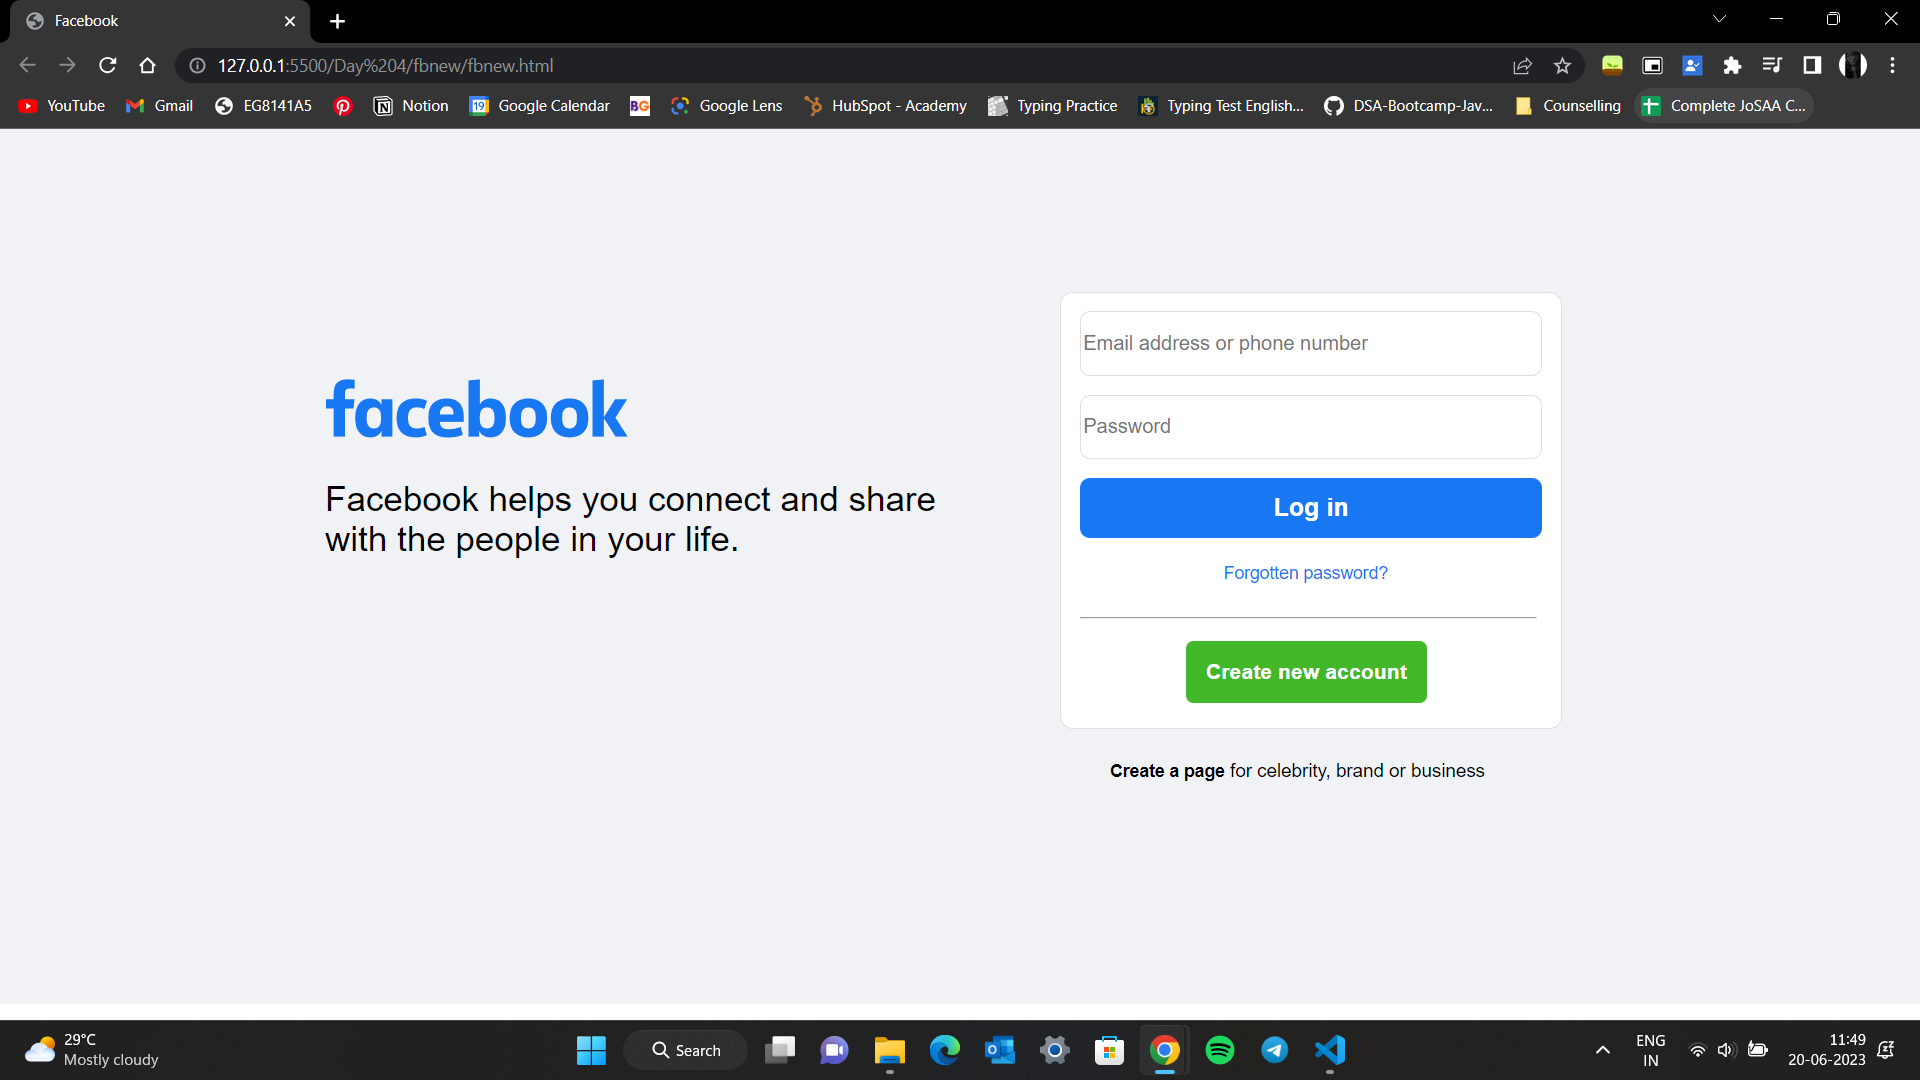 Facebook
127.0.0.1:5500/Day%204/fbnew/fbnew.html
YouTube Gmail EG8141A5 Notion 19 Google Calendar BG Google Lens HubSpot - Academy Typing Practice Typing Test English... DSA-Bootcamp-Jav... Counselling Complete JoSAA C...
facebook
Facebook helps you connect and share
with the people in your life.
Email address or phone number
Password
Log in
Forgotten password?
Create new account
Create a page for celebrity, brand or business
29°C
Mostly cloudy
Search
ENG
IN
11:49
20-06-2023